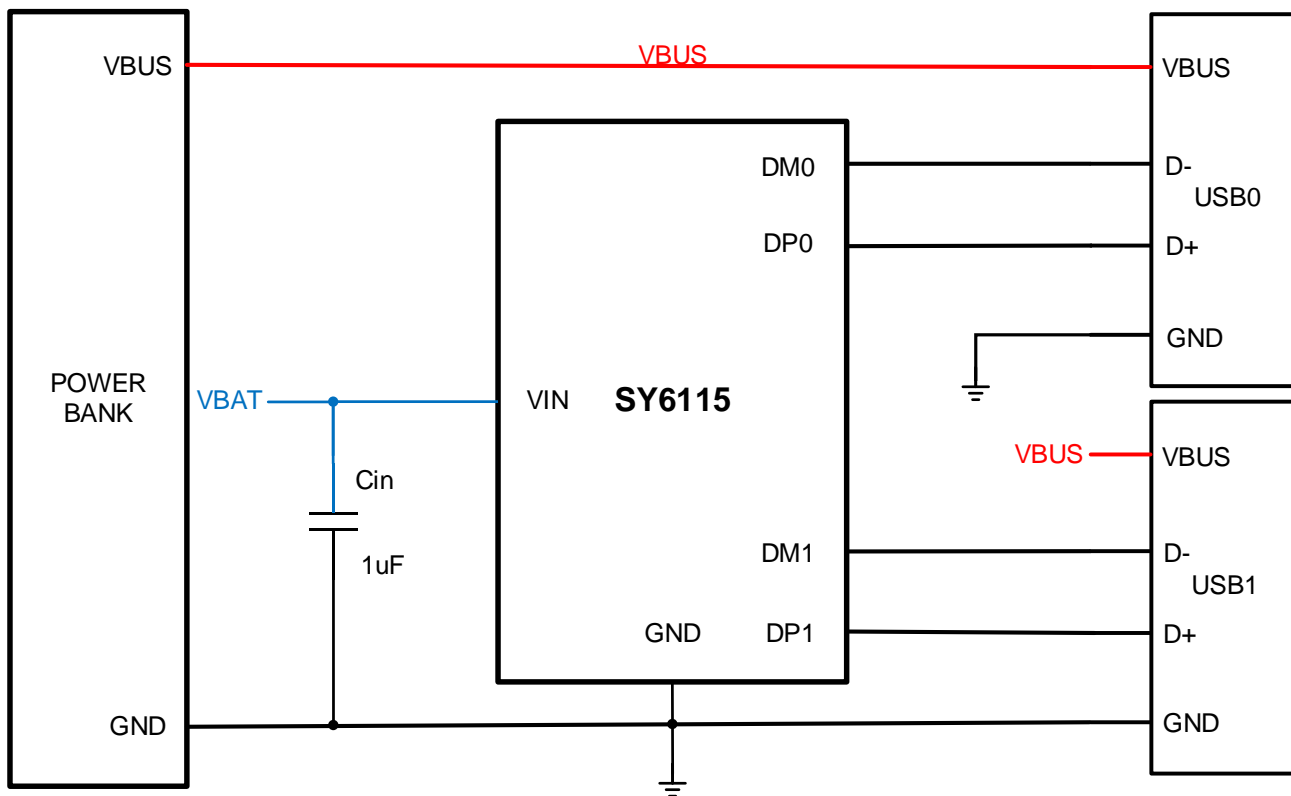 VBUS
VBUS
VBUS
DM0
D-
USB0
DP0
D+
GND
POWER
BANK
VBAT
VIN
SY6115
VBUS
VBUS
Cin
1uF
DM1
D-
USB1
GND
DP1
D+
GND
GND